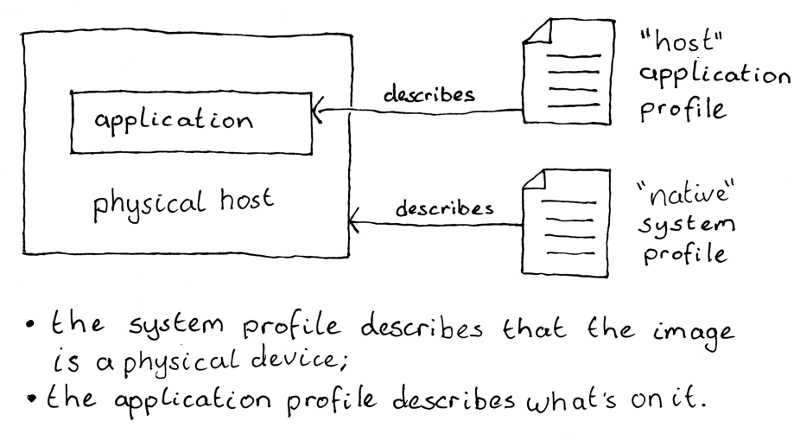 "host"
application
profile
describes
application
physical host
describes
"native"
system
profile
• the system profile describes that the image
is a physical device;
• the application profile describes what's on it.